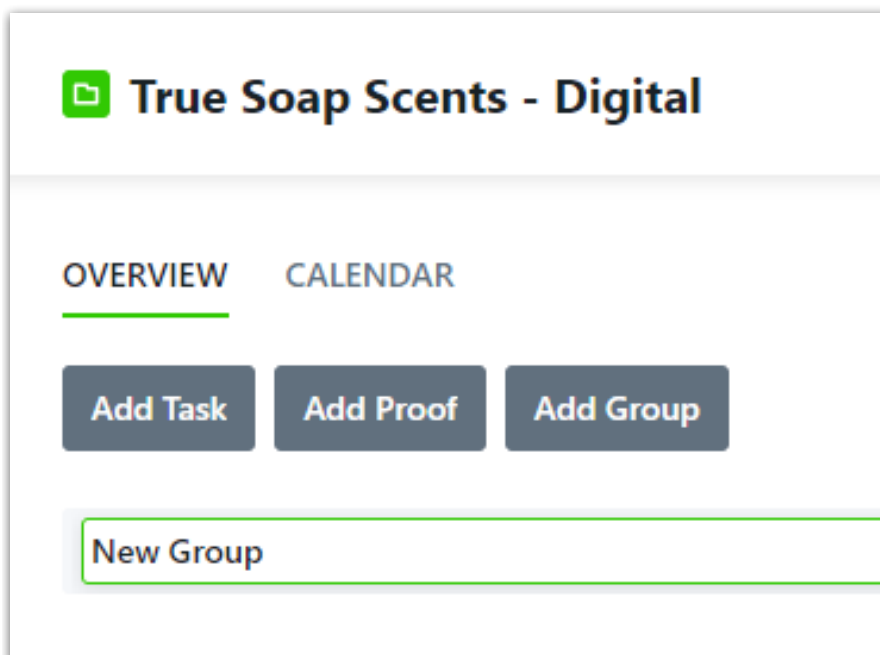 True Soap Scents - Digital
OVERVIEW CALENDAR
Add Task Add Proof Add Group
New Group